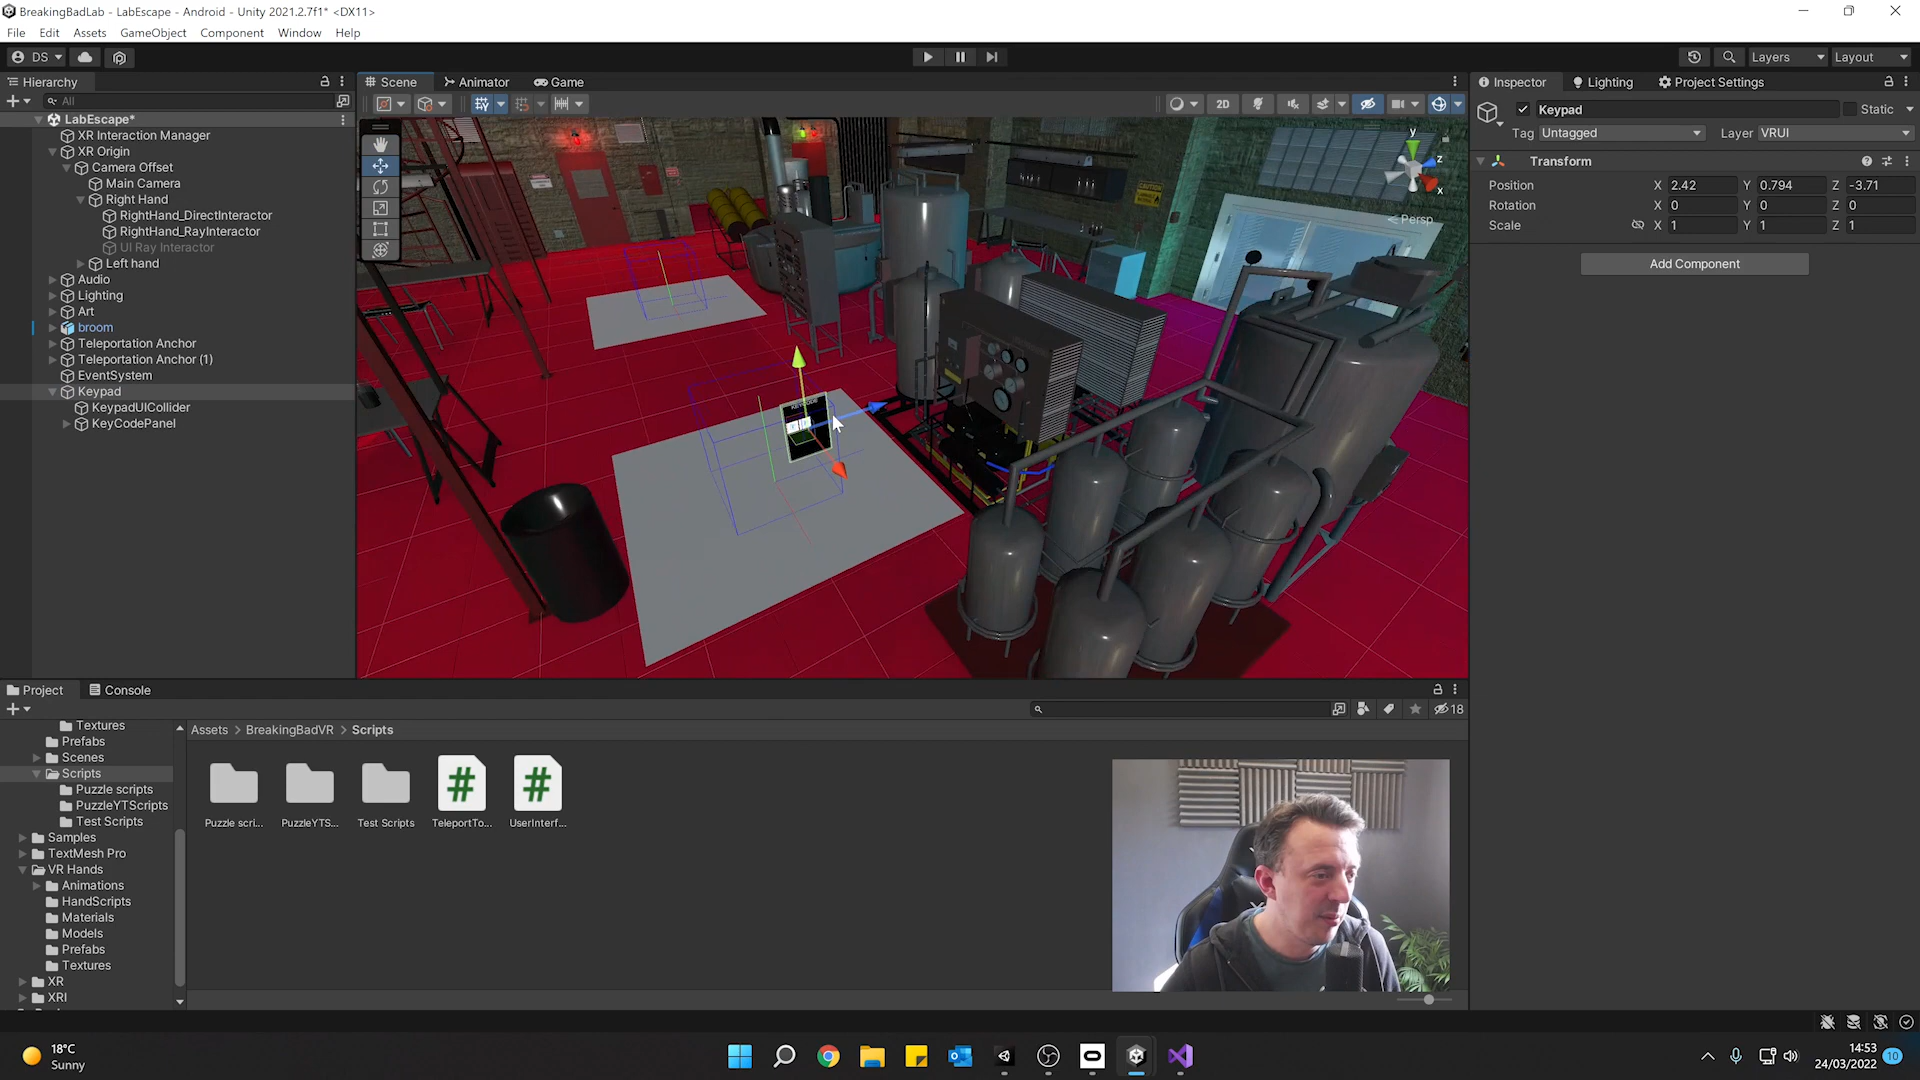 BreakingBadLab - LabEscape - Android - Unity 2021.2.7f1* <DX11>
File Edit Assets GameObject Component Window Help
DS
Layers Layout
Hierarchy
All
LabEscape*
XR Interaction Manager
XR Origin
Camera Offset
Main Camera
Right Hand
RightHand_DirectInteractor
RightHand_RayInteractor
UI Ray Interactor
Left hand
Audio
Lighting
Art
broom
Teleportation Anchor
Teleportation Anchor (1)
EventSystem
Keypad
KeypadUICollider
KeyCodePanel
Scene Animator Game
2D
y
z
x
Persp
CAUTION
KEYCODE
Inspector Lighting Project Settings
Keypad Static
Tag Untagged Layer VRUI
Transform
Position X 2.42 Y 0.794 Z -3.71
Rotation X 0 Y 0 Z 0
Scale X 1 Y 1 Z 1
Add Component
Project Console
18
Textures
Prefabs
Scenes
Scripts
Puzzle scripts
PuzzleYTScripts
Test Scripts
Samples
TextMesh Pro
VR Hands
Animations
HandScripts
Materials
Models
Prefabs
Textures
XR
XRI
Assets > BreakingBadVR > Scripts
Puzzle scri... PuzzleYTS... Test Scripts TeleportTo... UserInterf...
18°C
Sunny
14:53
24/03/2022
10